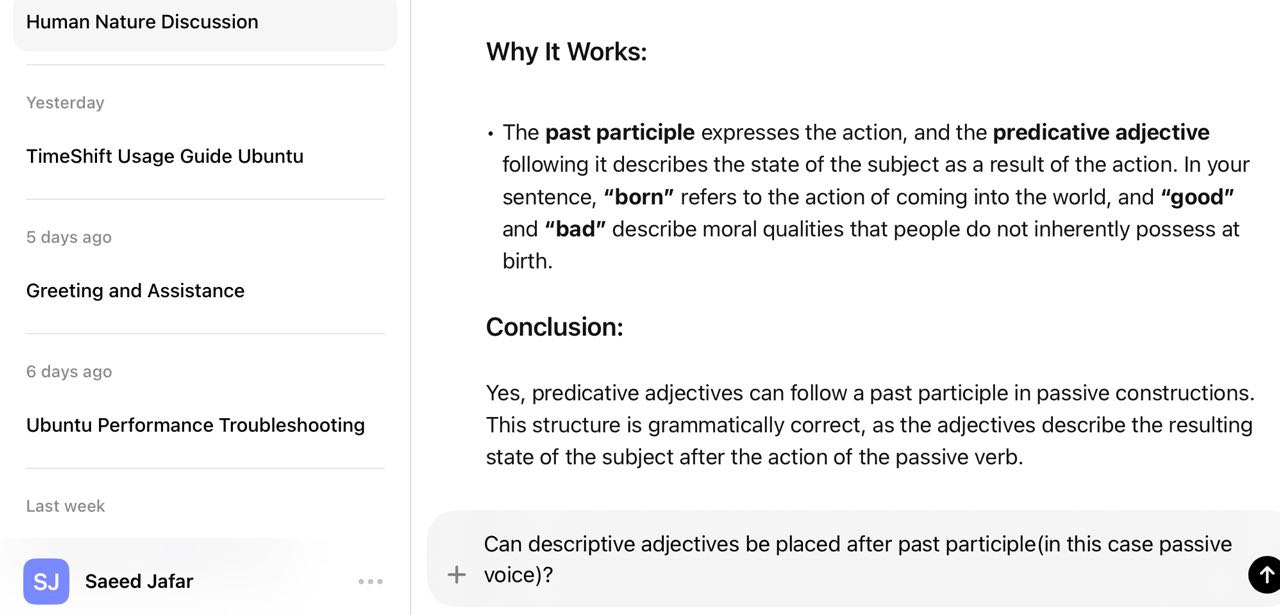 Human Nature Discussion
Yesterday
TimeShift Usage Guide Ubuntu
5 days ago
Greeting and Assistance
6 days ago
Ubuntu Performance Troubleshooting
Last week
SJ
Saeed Jafar
Why It Works:
• The past participle expresses the action, and the predicative adjective
following it describes the state of the subject as a result of the action. In your
sentence, “born” refers to the action of coming into the world, and “good”
and “bad” describe moral qualities that people do not inherently possess at
birth.
Conclusion:
Yes, predicative adjectives can follow a past participle in passive constructions.
This structure is grammatically correct, as the adjectives describe the resulting
state of the subject after the action of the passive verb.
Can descriptive adjectives be placed after past participle(in this case passive
voice)?